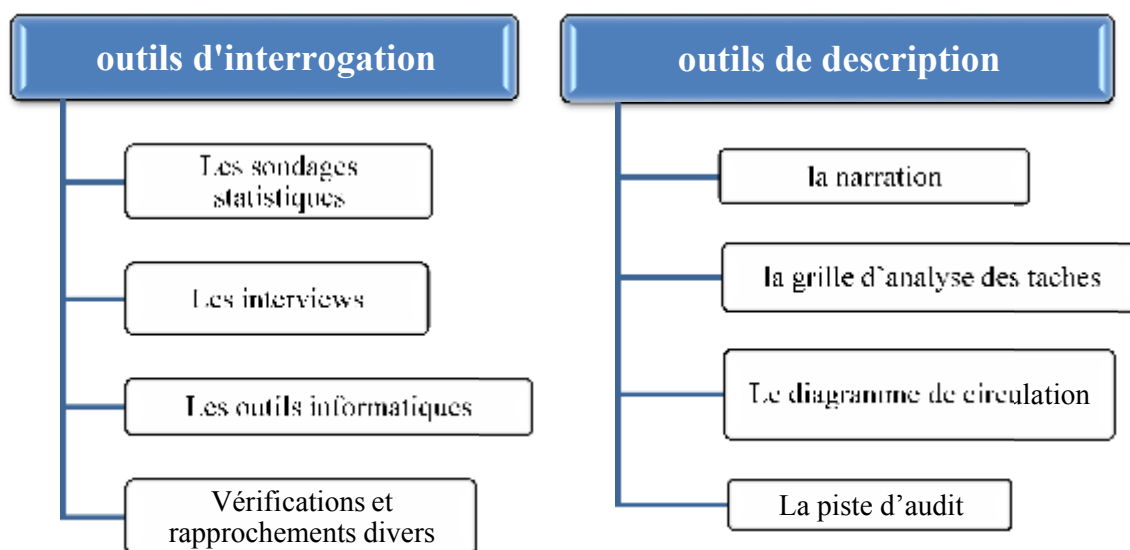 outils d'interrogation
Les sondages
statistiques
Les interviews
Les outils informatiques
Vérifications et
rapprochements divers
outils de description
la narration
la grille d'analyse des taches
Le diagramme de circulation
La piste d'audit